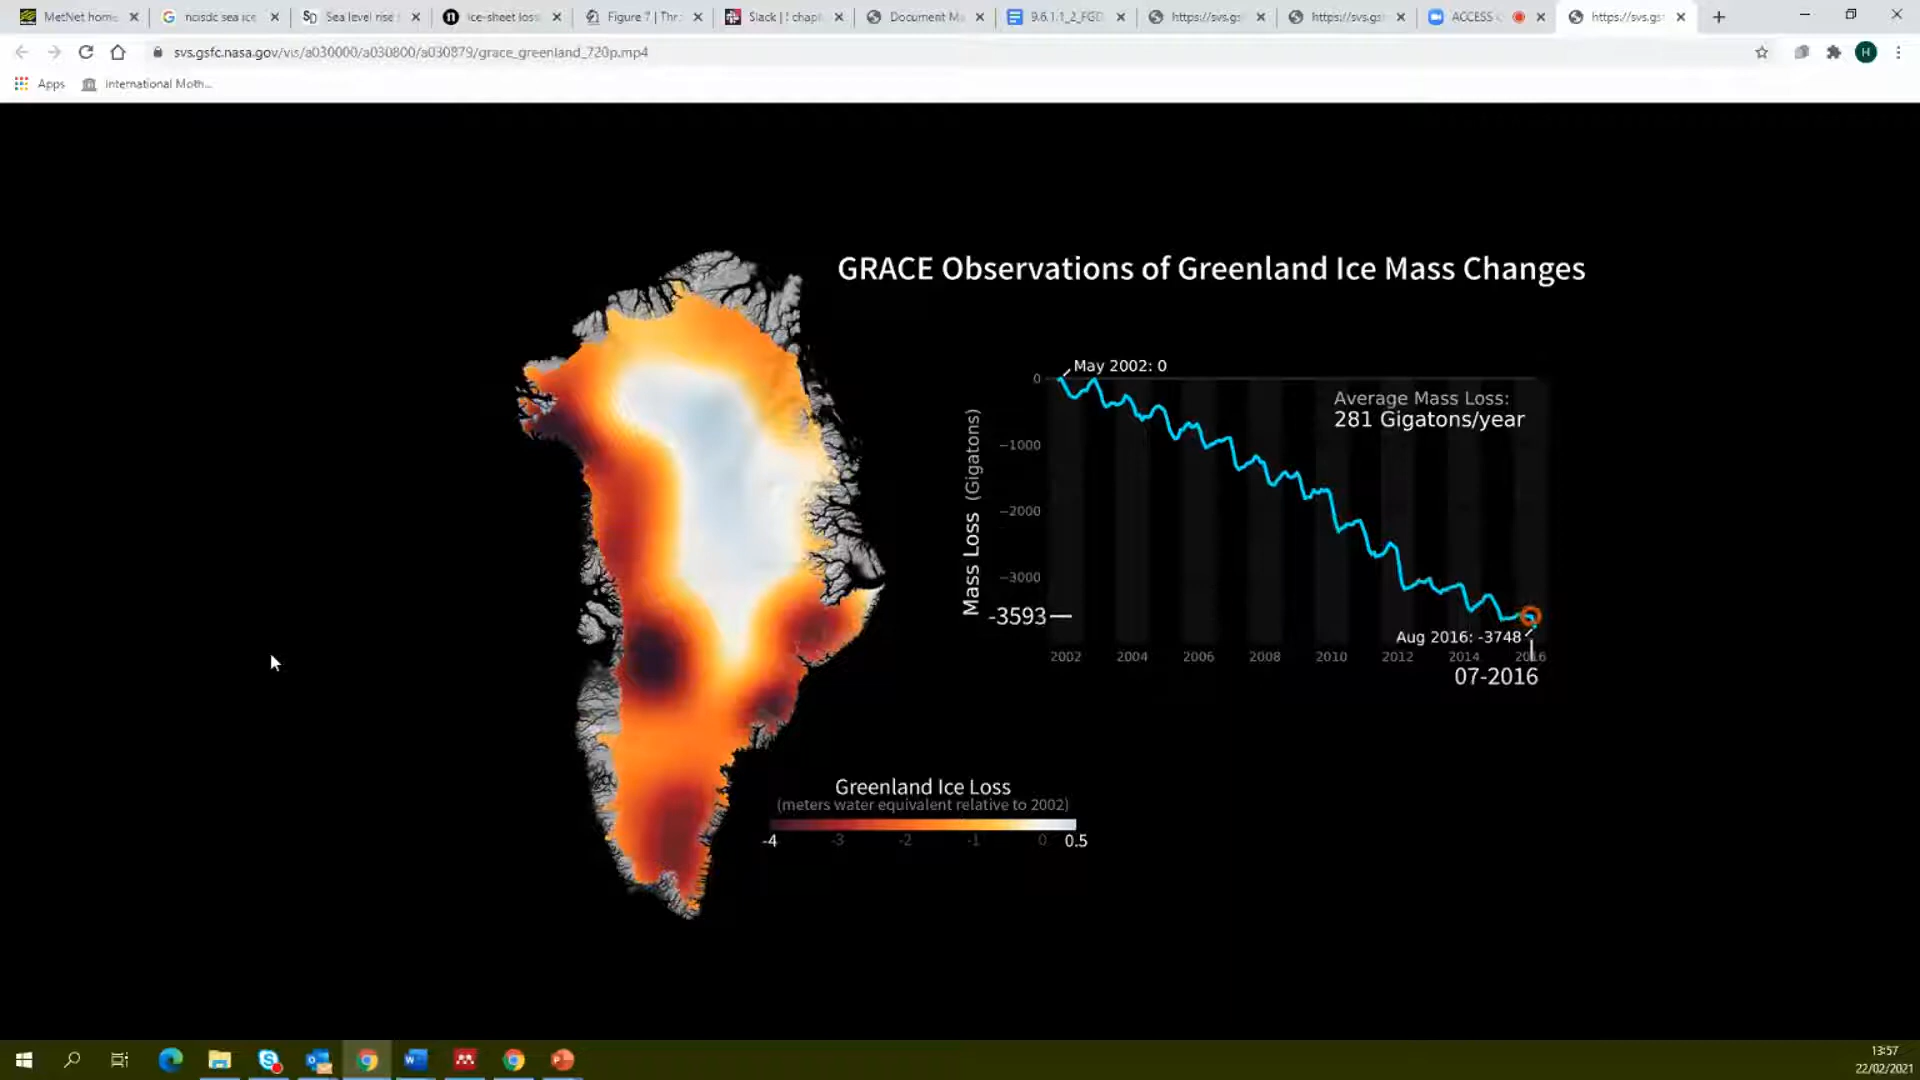 MetNet hom
ncisdc sea ice
Sea level rise
ice-sheet loss
Figure 7 | Thr
Slack |
Document M
9.6.1.1_2_FGD
https://svs.gs
https://svs.gs
ACCESS
https://svs.gs
svs.gsfc.nasa.gov/vis/a030000/a030800/a030879/grace_greenland_720p.mp4
H
Apps
International Moth...
GRACE Observations of Greenland Ice Mass Changes
May 2002: 0
0
−1000
−2000
−3000
-3593
Mass Loss (Gigatons)
Average Mass Loss:
281 Gigatons/year
Aug 2016: -3748
2002 2004 2006 2008 2010 2012 2014 2016
07-2016
Greenland Ice Loss
(meters water equivalent relative to 2002)
-4 -3 -2 -1 0 0.5
13:57
22/02/2021